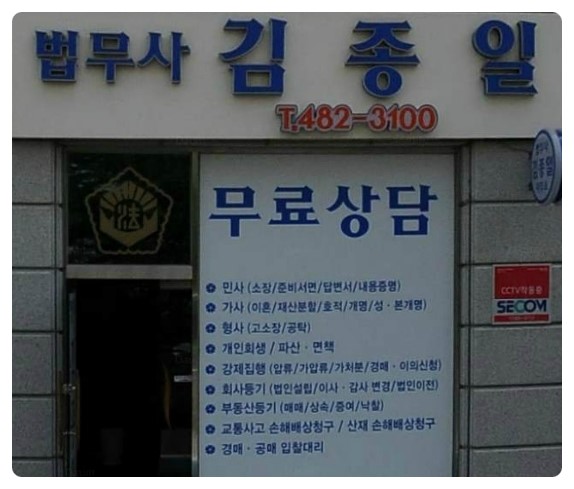 법무사 김종일
T.482-3100
法
무료상담
민사 (소장/준비서면/답변서/내용증명)
가사 (이혼/재산분할/호적/개명/성·본개명)
형사 (고소장/공탁)
개인회생 / 파산 · 면책
강제집행 (압류/가압류/가처분/경매 · 이의신청)
회사등기 (법인설립/이사 · 감사 변경/법인이전)
부동산등기 (매매/상속/증여/낙찰)
교통사고 손해배상청구 / 산재 손해배상청구
경매 · 공매 입찰대리
법무사
김종일
CCTV작동중
SECOM